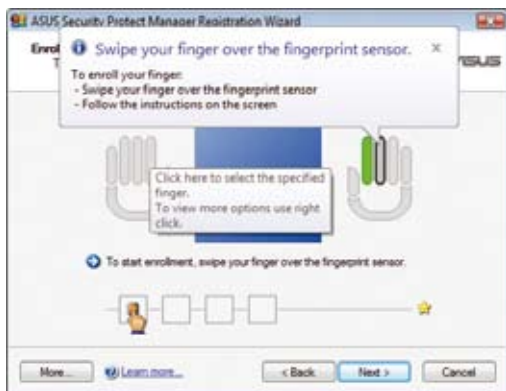 ASUS Security Protect Manager Registration Wizard
Swipe your finger over the fingerprint sensor.
To enroll your finger:
- Swipe your finger over the fingerprint sensor
- Follow the instructions on the screen
Click here to select the specified
finger.
To view more options use right
click.
To start enrollment, swipe your finger over the fingerprint sensor.
More...
Learn more...
< Back
Next >
Cancel